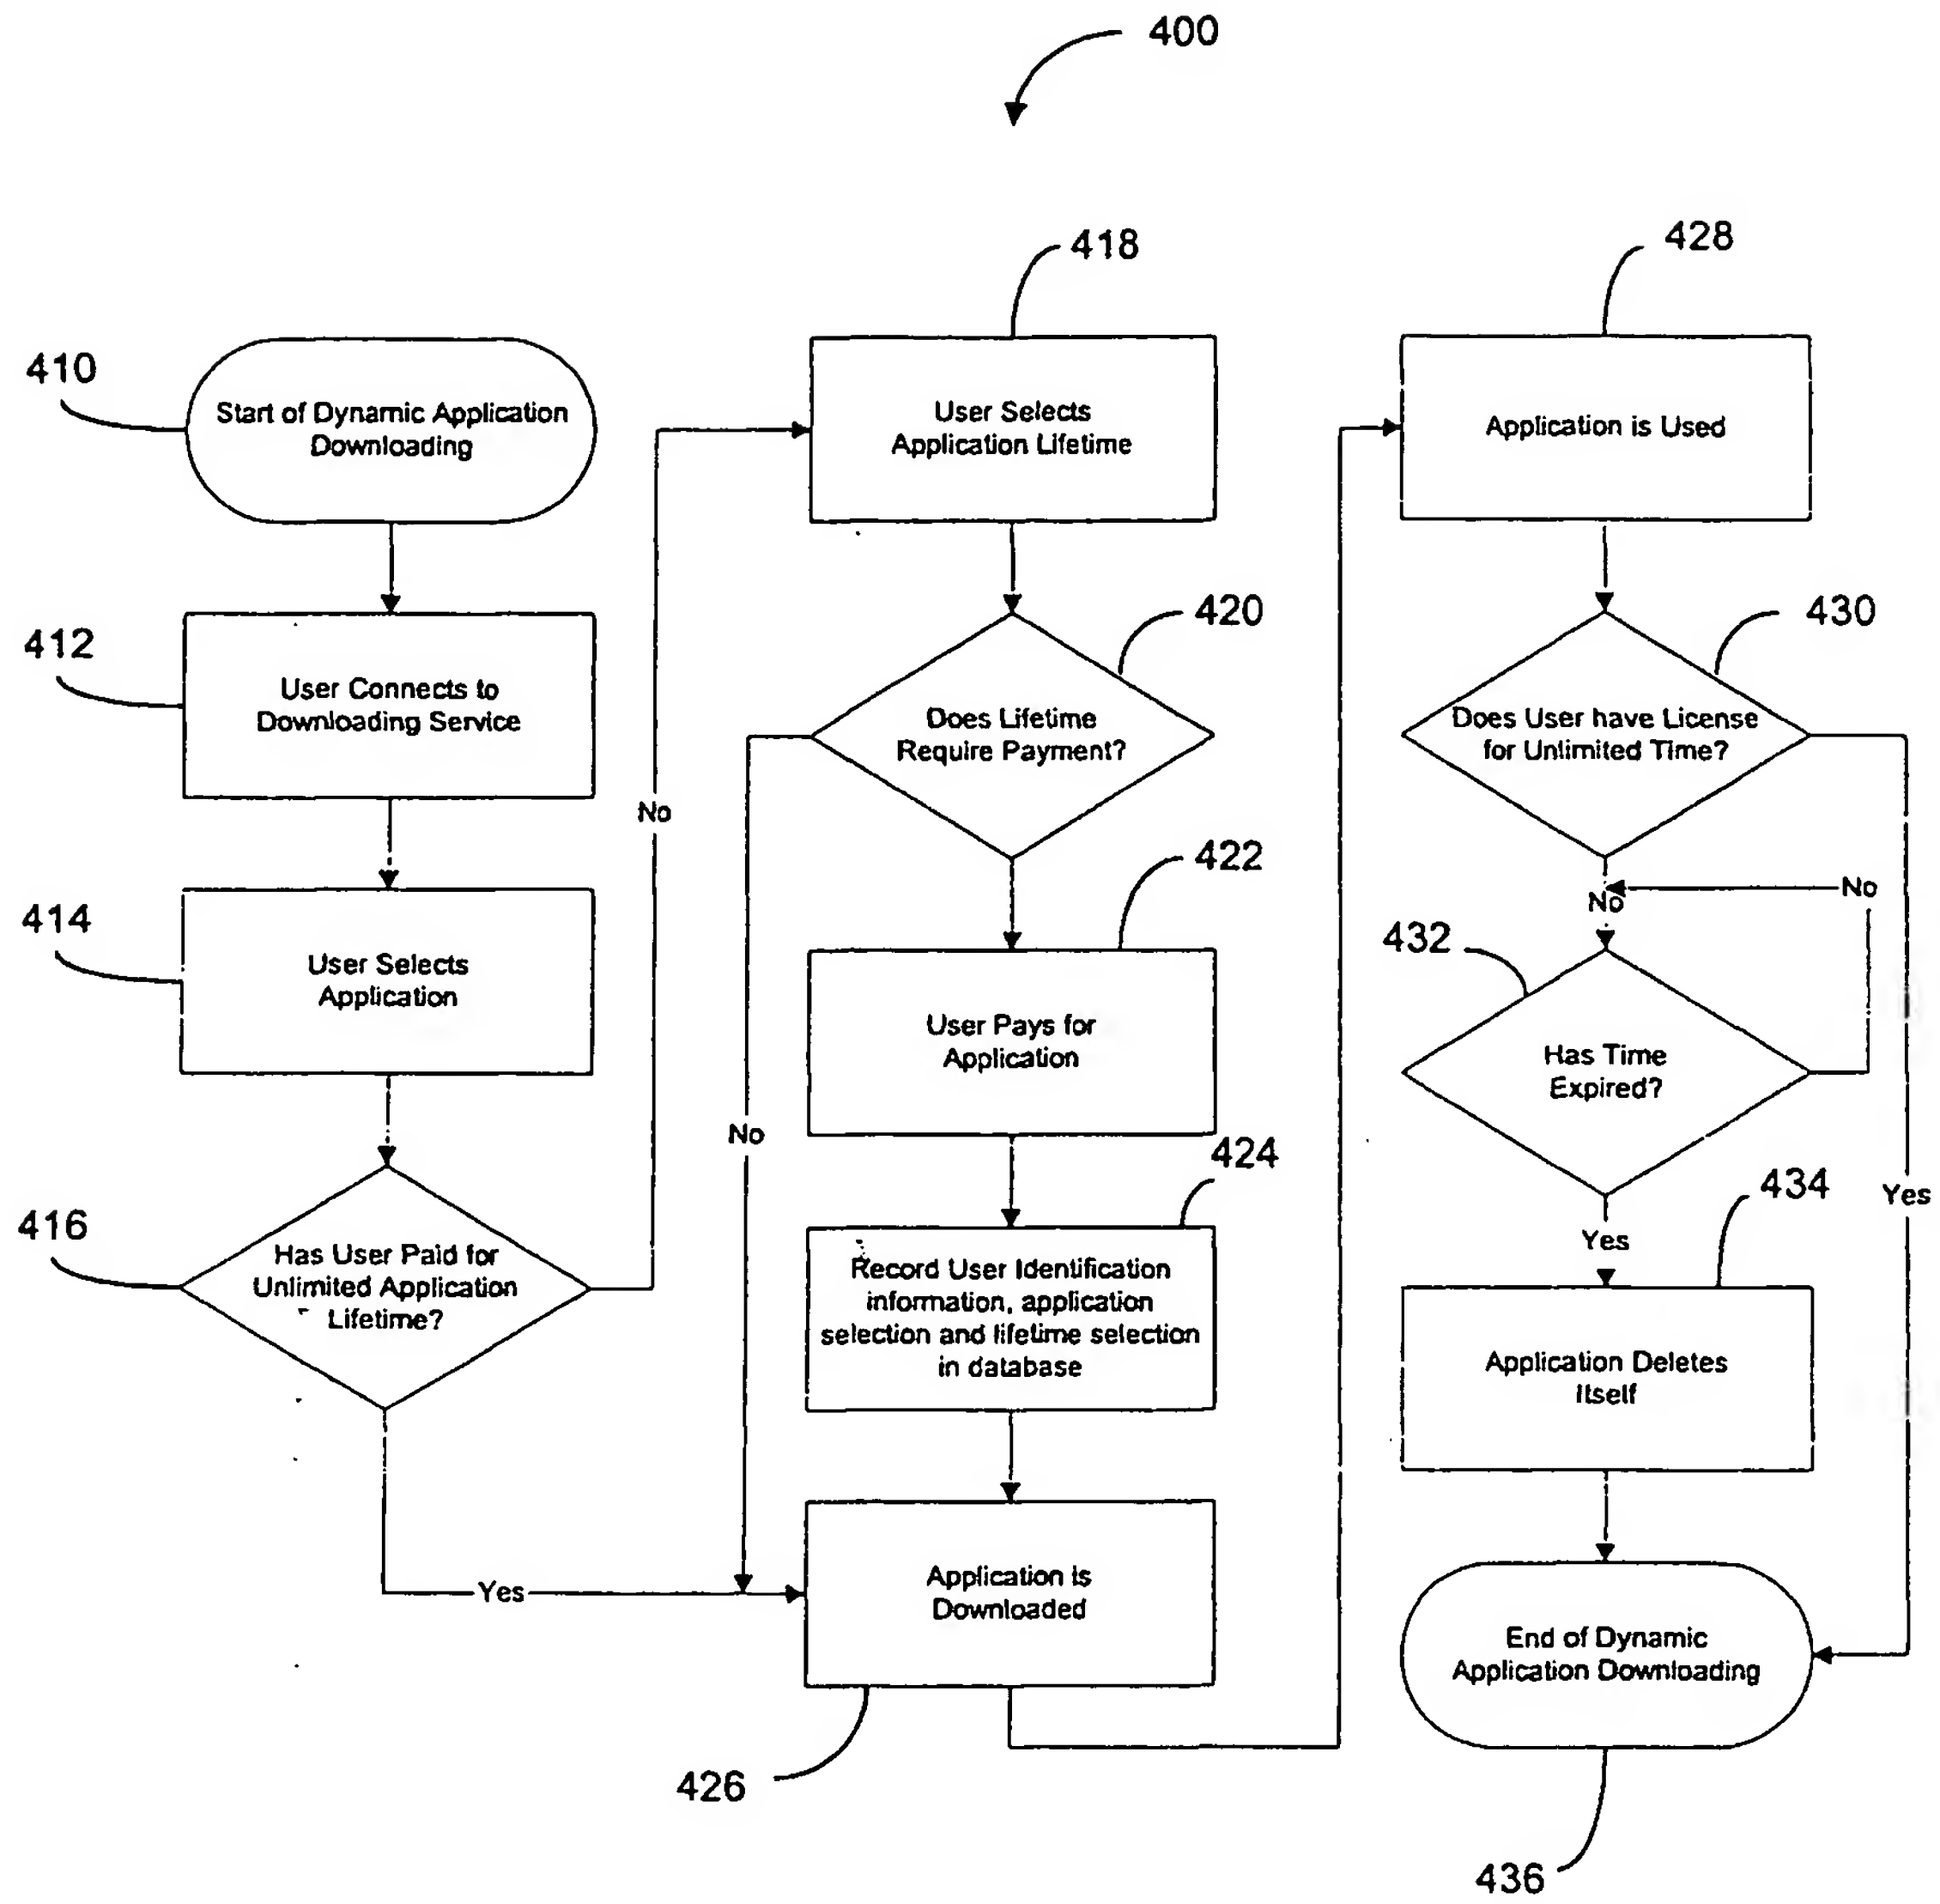 400
410
Start of Dynamic Application
Downloading
412
User Connects to
Downloading Service
414
User Selects
Application
416
Has User Paid for
Unlimited Application
Lifetime?
No
Yes
418
User Selects
Application Lifetime
420
Does Lifetime
Require Payment?
No
422
User Pays for
Application
424
Record User Identification
information, application
selection and lifetime selection
in database
Application is
Downloaded
426
428
Application is Used
430
Does User have License
for Unlimited Time?
No
No
432
Has Time
Expired?
Yes
Yes
434
Application Deletes
Itself
End of Dynamic
Application Downloading
436